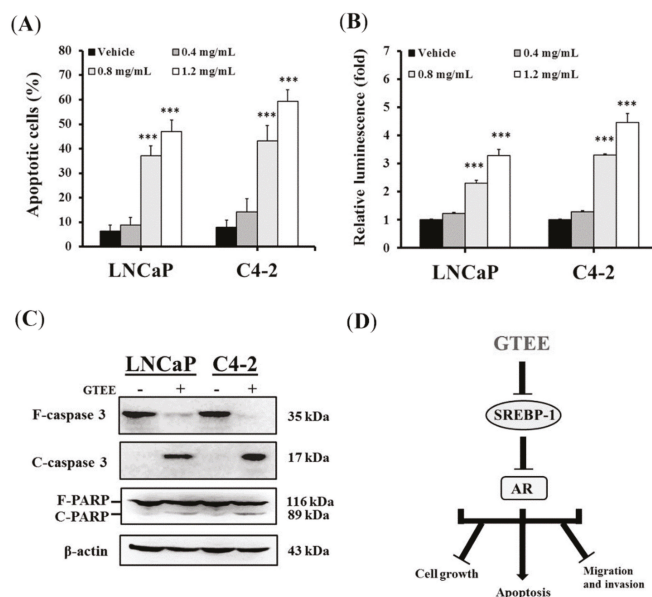 (A)
Apoptotic cells (%)
80
70
60
50
40
30
20
10
0
Vehicle 0.4 mg/mL
0.8 mg/mL 1.2 mg/mL
*** *** *** ***
LNCaP C4-2
(B)
Relative luminescence (fold)
7
6
5
4
3
2
1
0
Vehicle 0.4 mg/mL
0.8 mg/mL 1.2 mg/mL
*** *** *** ***
LNCaP C4-2
(C)
LNCaP C4-2
GTEE - + - +
F-caspase 3 35 kDa
C-caspase 3 17 kDa
F-PARP 116 kDa
C-PARP 89 kDa
β-actin 43 kDa
(D)
GTEE
SREBP-1
AR
Cell growth
Apoptosis
Migration
and invasion